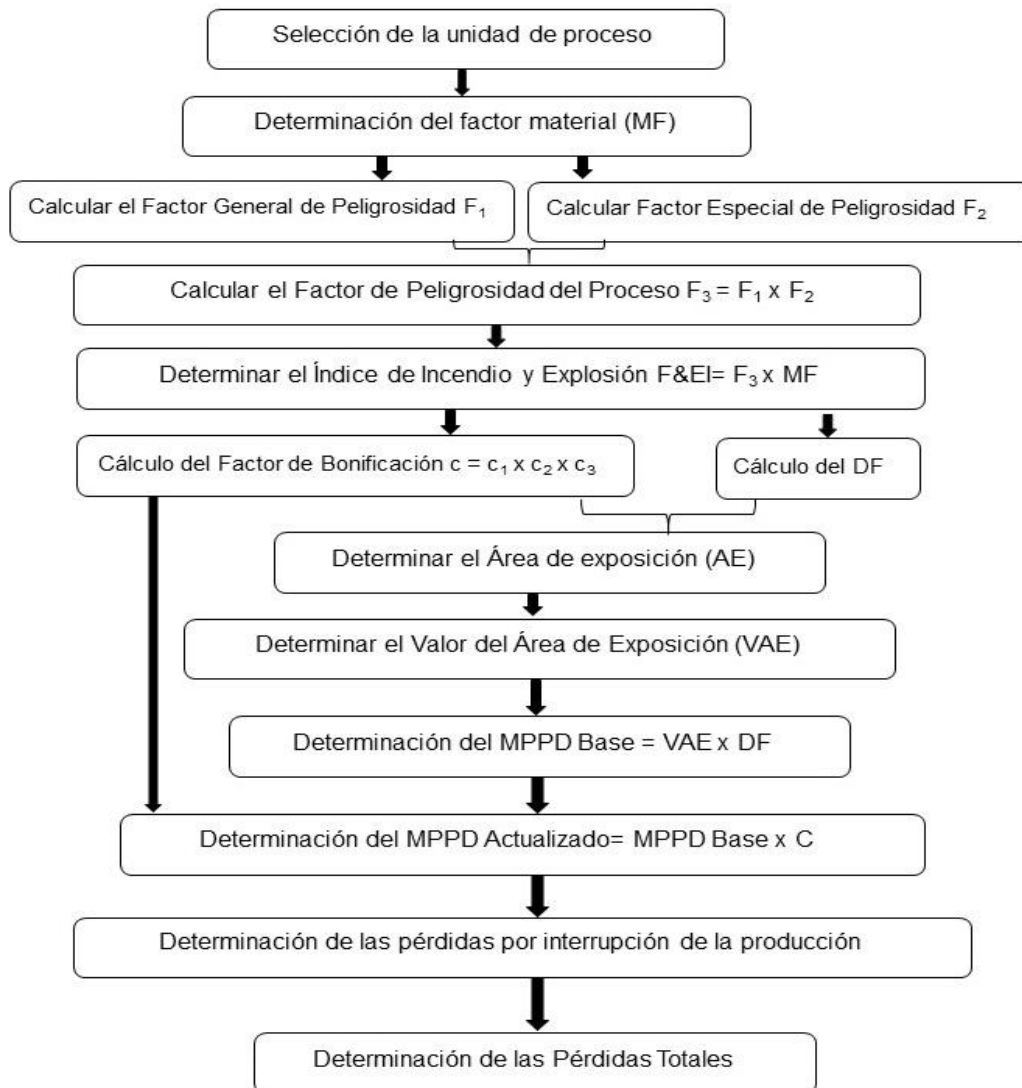 Selección de la unidad de proceso
Determinación del factor material (MF)
Calcular el Factor General de Peligrosidad F₁
Calcular Factor Especial de Peligrosidad F₂
Calcular el Factor de Peligrosidad del Proceso F₃ = F₁ x F₂
Determinar el Índice de Incendio y Explosión F&EI= F₃ x MF
Cálculo del Factor de Bonificación c = c₁ x c₂ x c₃
Cálculo del DF
Determinar el Área de exposición (AE)
Determinar el Valor del Área de Exposición (VAE)
Determinación del MPPD Base = VAE x DF
Determinación del MPPD Actualizado= MPPD Base x C
Determinación de las pérdidas por interrupción de la producción
Determinación de las Pérdidas Totales